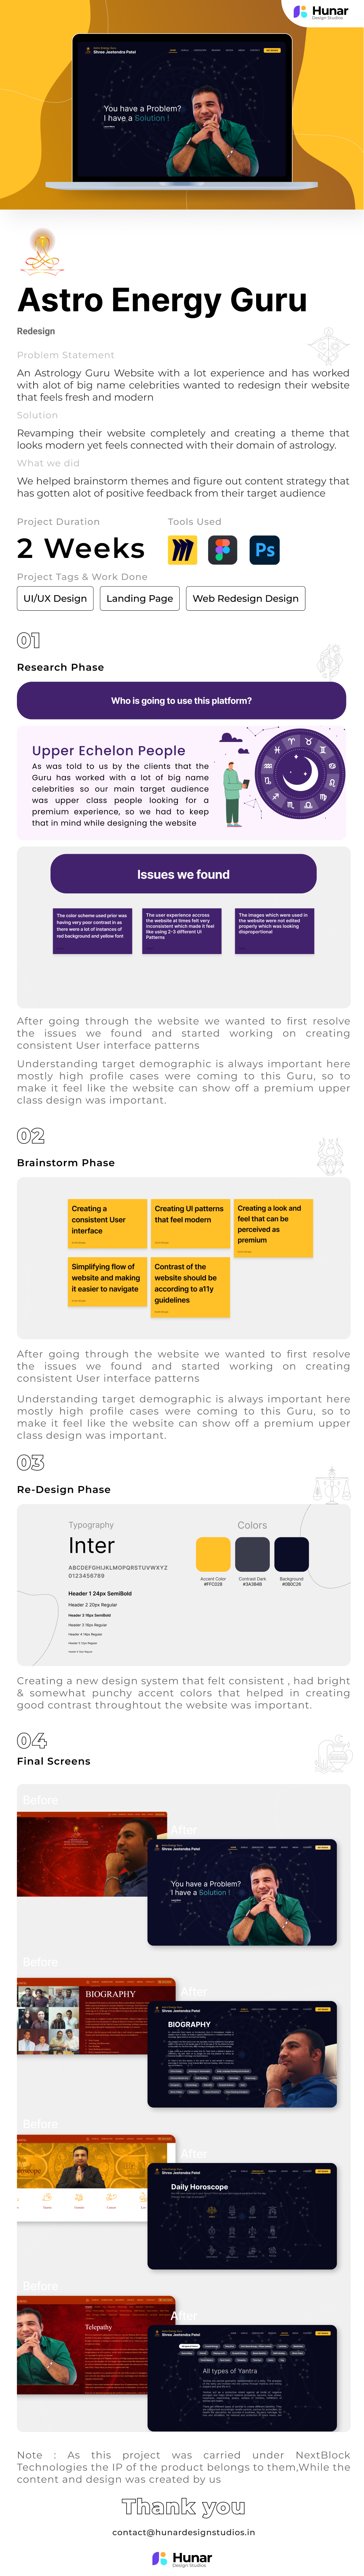 Hunar
Design Studios
Astro Energy Guru
Shree Jeetendra Patel
You have a Problem?
I have a Solution !
Learn More
Astro Energy Guru
Redesign
Problem Statement
An Astrology Guru Website with a lot experience and has worked
with alot of big name celebrities wanted to redesign their website
that feels fresh and modern
Solution
Revamping their website completely and creating a theme that
looks modern yet feels connected with their domain of astrology.
What we did
We helped brainstorm themes and figure out content strategy that
has gotten alot of positive feedback from their target audience
Project Duration
Tools Used
2 Weeks
Ps
Project Tags & Work Done
UI/UX Design
Landing Page
Web Redesign Design
01
Research Phase
Who is going to use this platform?
Upper Echelon People
As was told to us by the clients that the
Guru has worked with a lot of big name
celebrities so our main target audience
was upper class people looking for a
premium experience, so we had to keep
that in mind while designing the website
Issues we found
The color scheme used prior was
having very poor contrast in as
there were a lot of instances of
red background and yellow font
The user experience accross
the website at times felt very
inconsistent which made it feel
like using 2-3 different UI
Patterns
The images which were used in
the website were not edited
properly which was looking
disproportional
After going through the website we wanted to first resolve
the issues we found and started working on creating
consistent User interface patterns
Understanding target demographic is always important here
mostly high profile cases were coming to this Guru, so to
make it feel like the website can show off a premium upper
class design was important.
02
Brainstorm Phase
Creating a
consistent User
interface
Creating UI patterns
that feel modern
Creating a look and
feel that can be
perceived as
premium
Simplifying flow of
website and making
it easier to navigate
Contrast of the
website should be
according to a11y
guidelines
After going through the website we wanted to first resolve
the issues we found and started working on creating
consistent User interface patterns
Understanding target demographic is always important here
mostly high profile cases were coming to this Guru, so to
make it feel like the website can show off a premium upper
class design was important.
03
Re-Design Phase
Typography
Inter
ABCDEFGHIJKLMOPQRSTUVWXYZ
0123456789
Header 1 24px SemiBold
Header 2 20px Regular
Header 2 18px SemiBold
Header 3 16px Regular
Header 4 14px Regular
Colors
Accent Color
#FFC028
Contrast Dark
#3A3B4B
Background
#0B0C26
Creating a new design system that felt consistent , had bright
& somewhat punchy accent colors that helped in creating
good contrast throughtout the website was important.
04
Final Screens
Before
After
Shree Jeetendra Patel
You have a Problem?
I have a Solution !
Before
BIOGRAPHY
After
Shree Jeetendra Patel
BIOGRAPHY
Before
After
Shree Jeetendra Patel
Daily Horoscope
Before
Telepathy
After
Shree Jeetendra Patel
All types of Yantra
Note : As this project was carried under NextBlock
Technologies the IP of the product belongs to them,While the
content and design was created by us
Thank you
contact@hunardesignstudios.in
Hunar
Design Studios